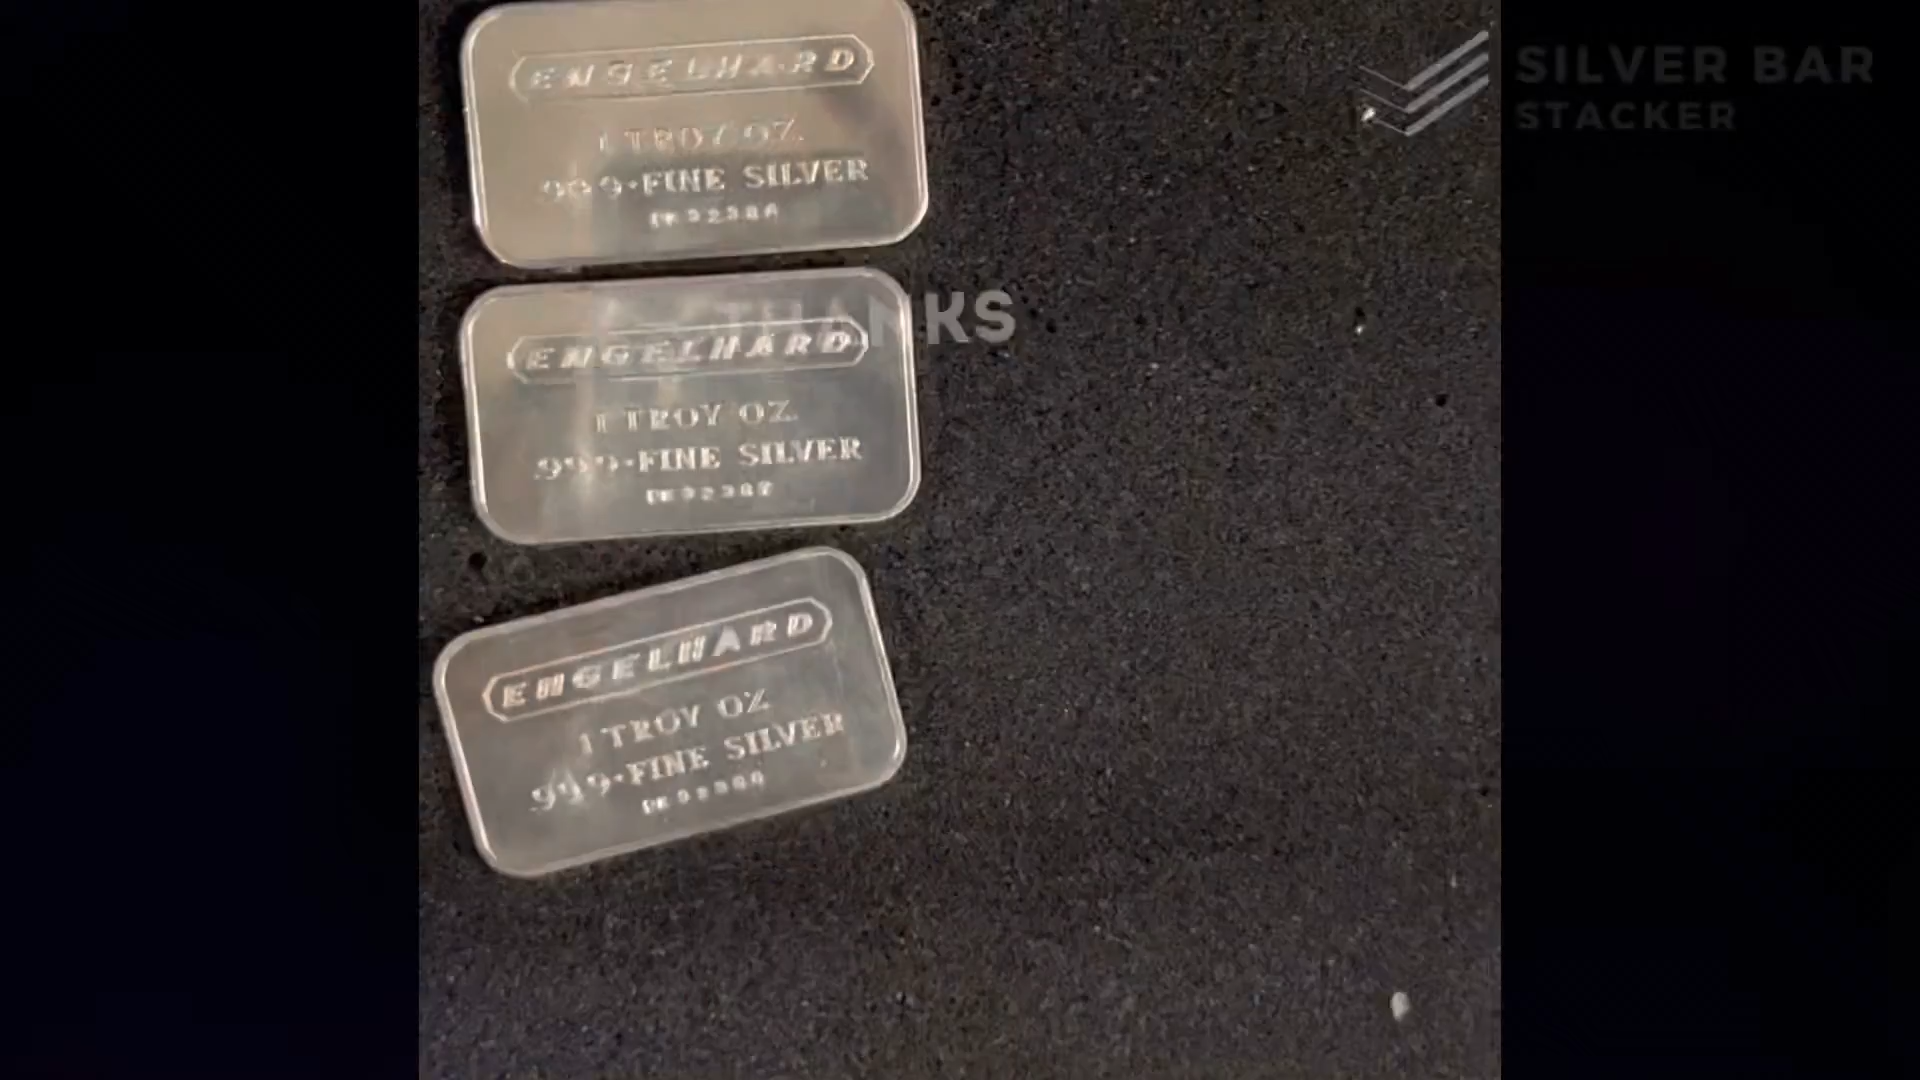 ENGELHARD
1 TROY OZ
999+FINE SILVER
SILVER BAR
STACKER
THANKS
ENGELHARD
1 TROY OZ
.999+FINE SILVER
ENGELHARD
1 TROY OZ
.999+FINE SILVER